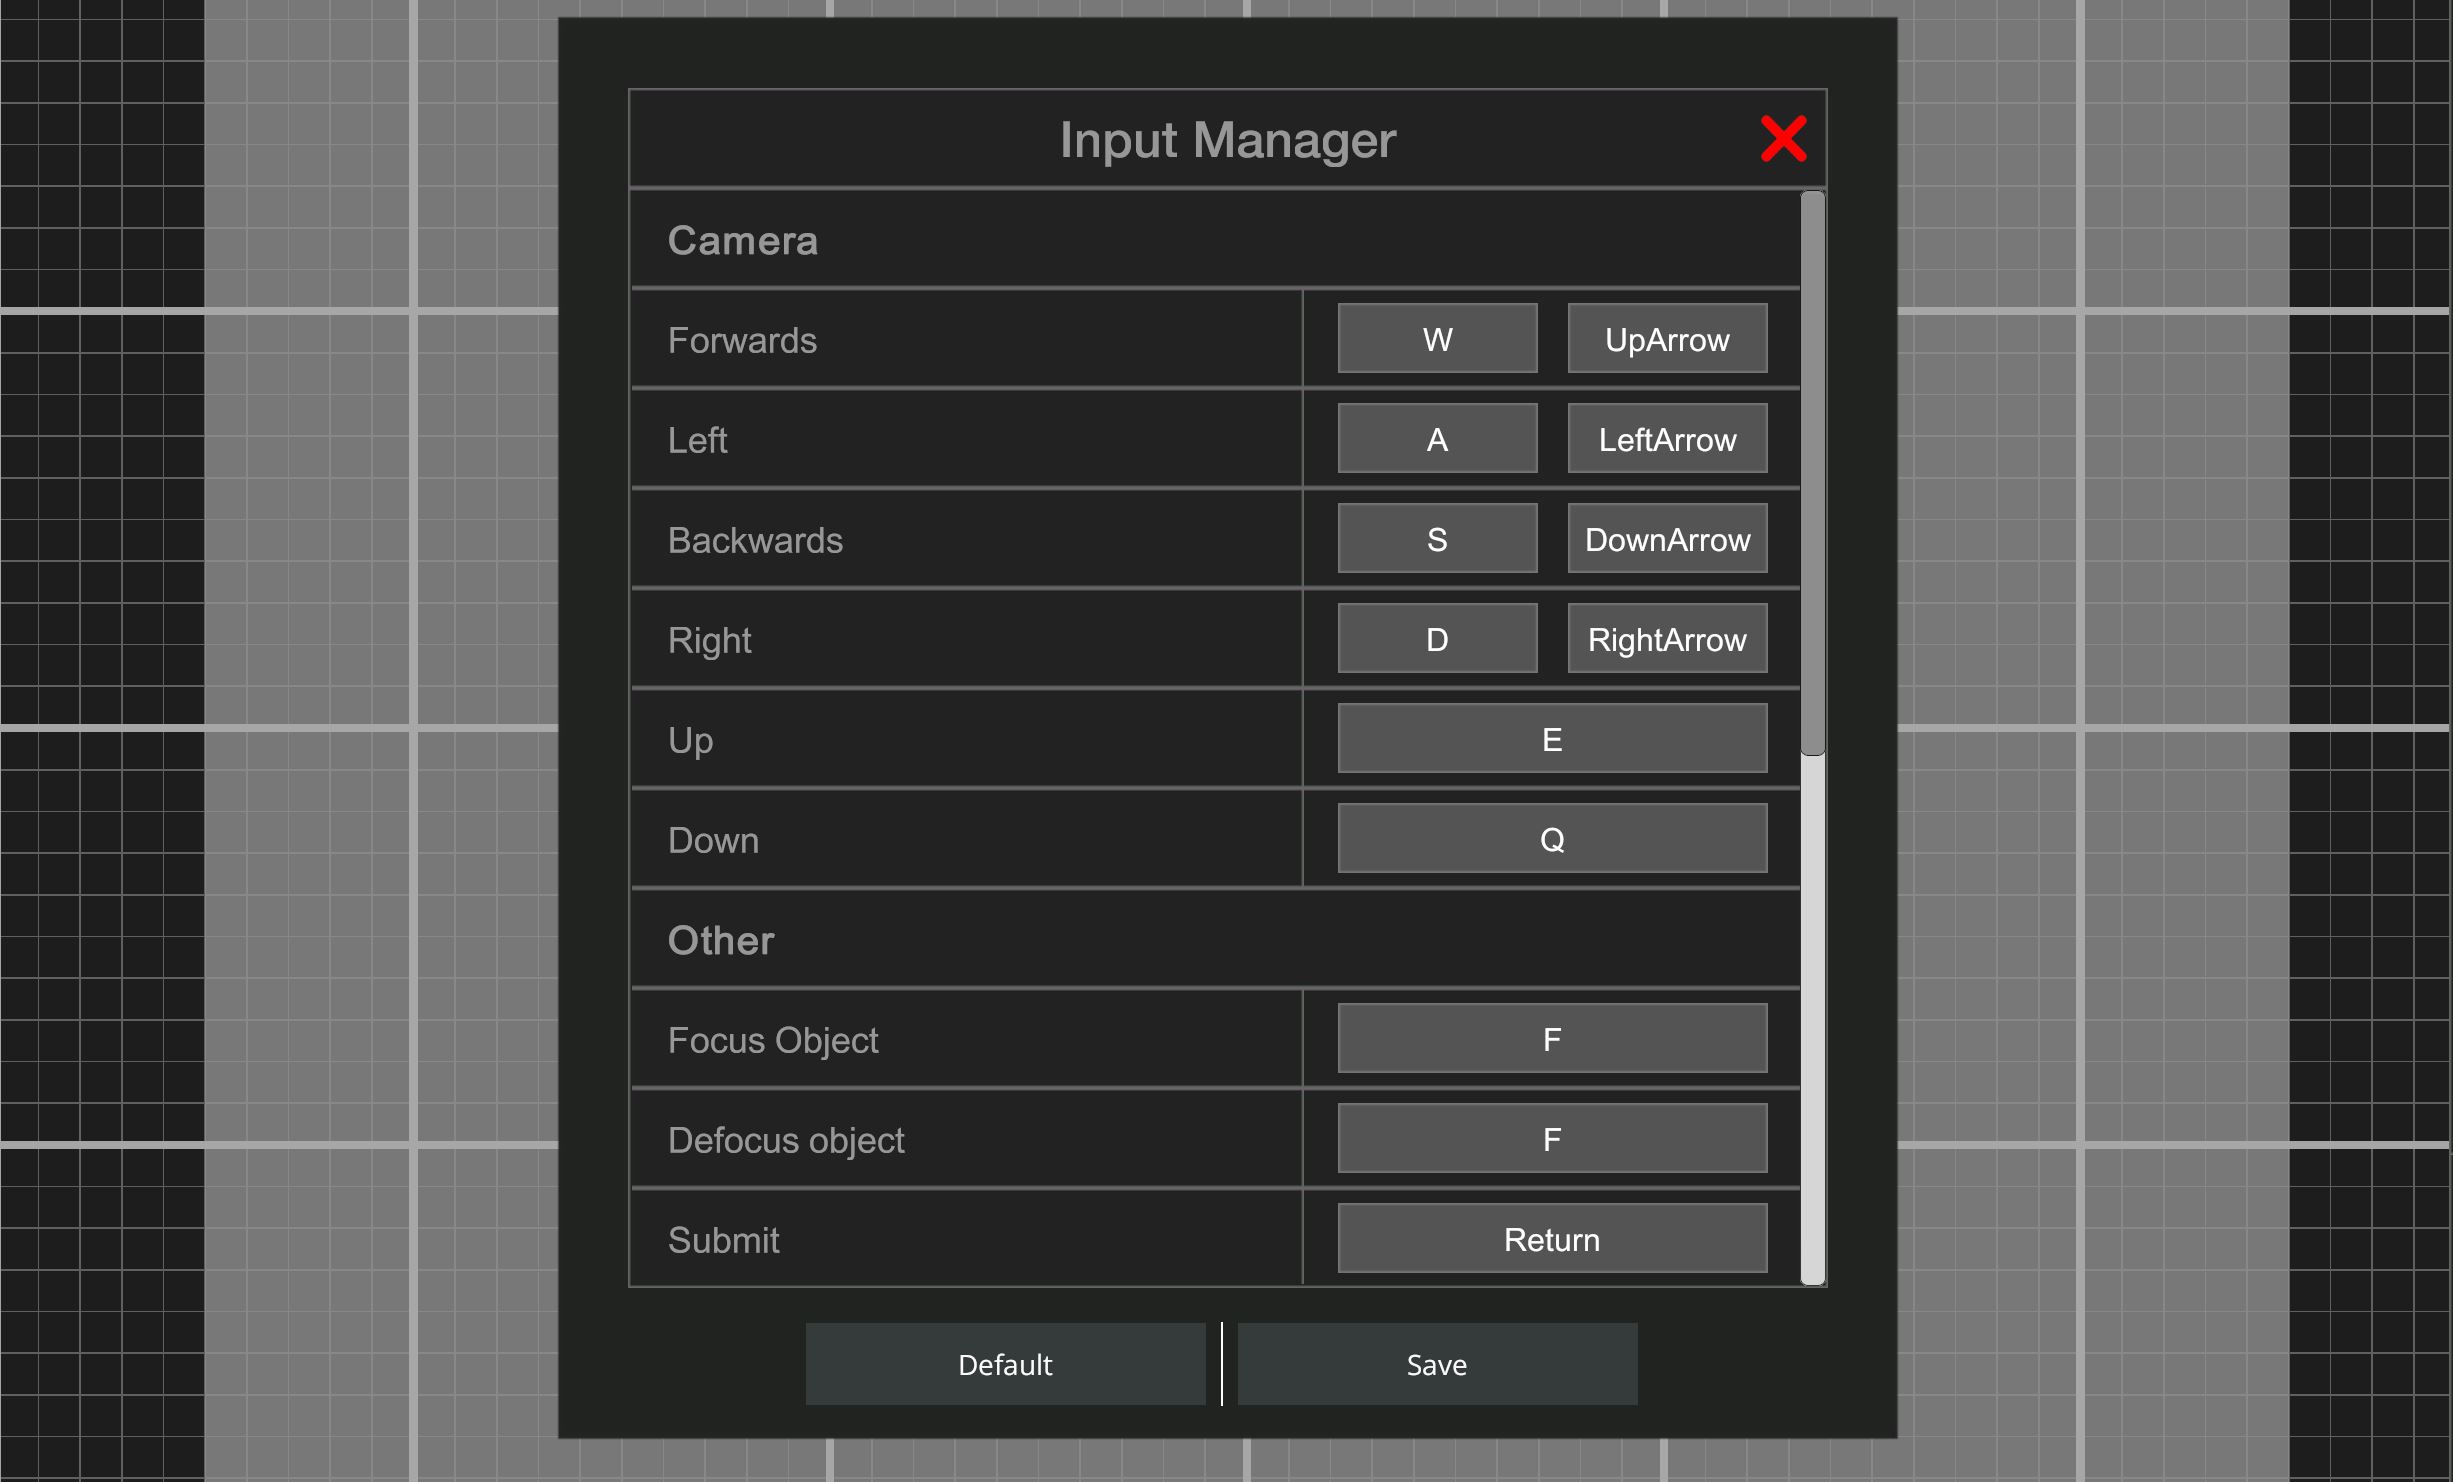 Input Manager
Camera
Forwards W UpArrow
Left A LeftArrow
Backwards S DownArrow
Right D RightArrow
Up E
Down Q
Other
Focus Object F
Defocus object F
Submit Return
Default Save